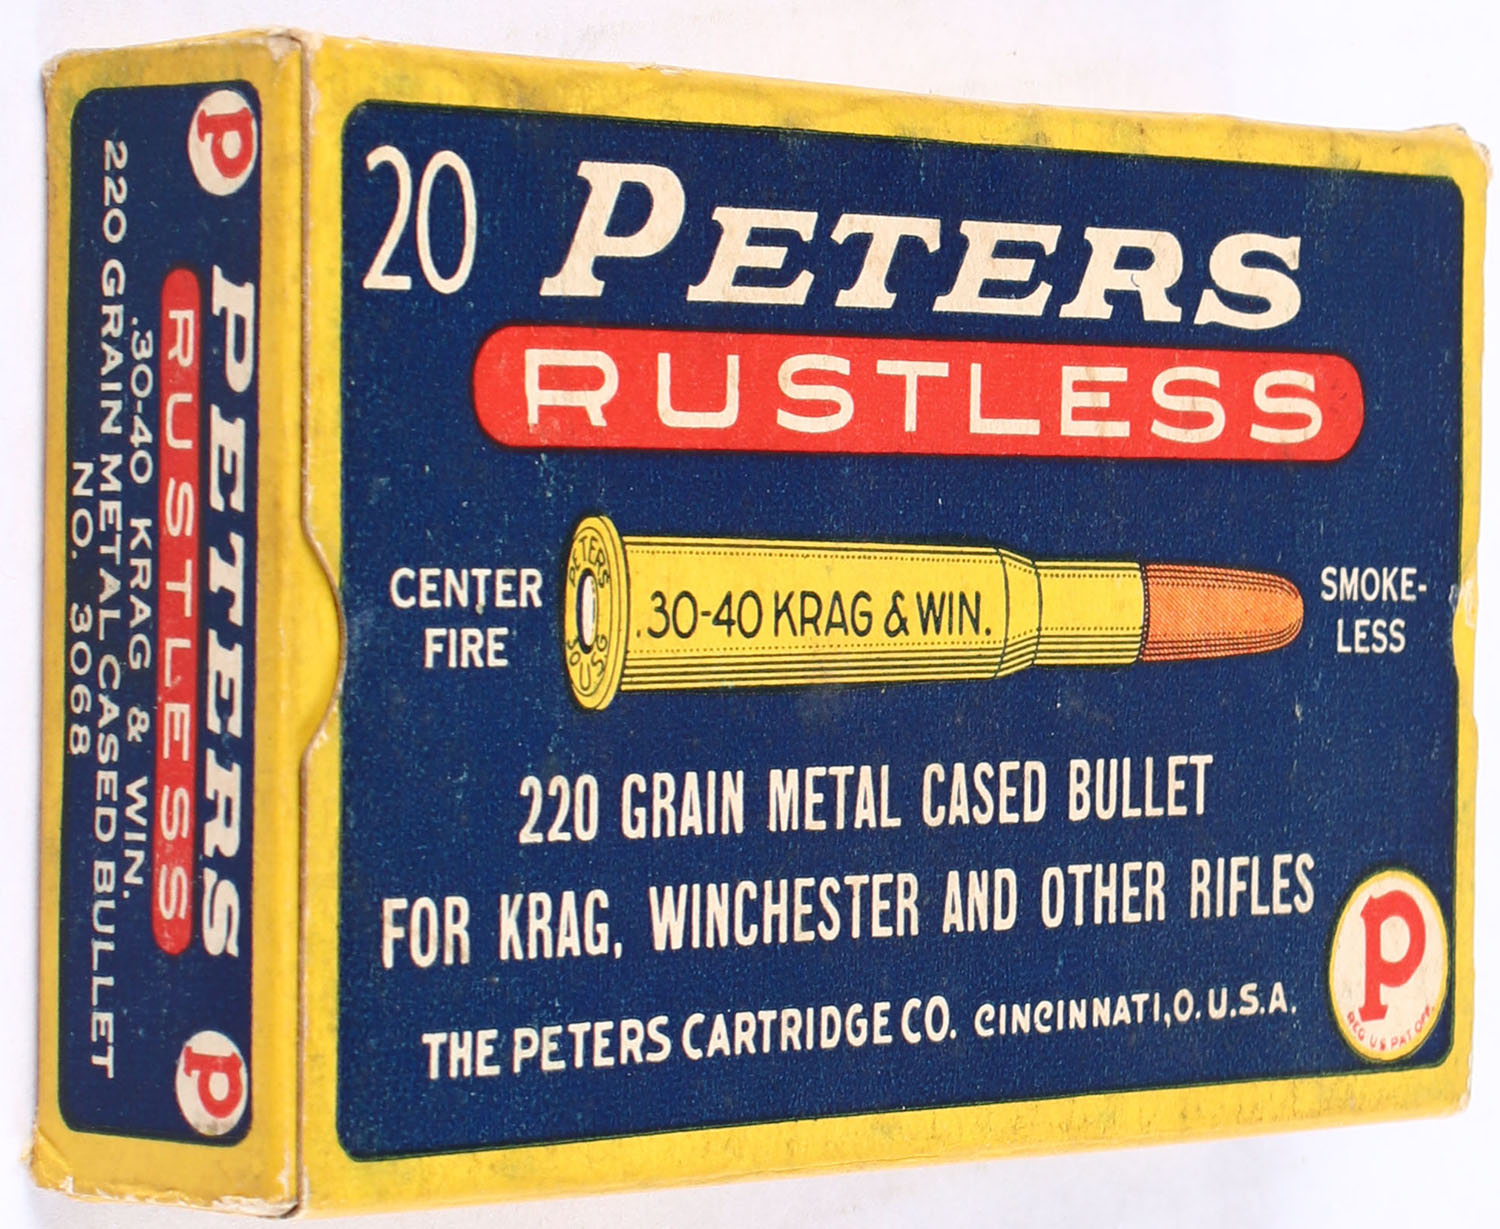 20 PETERS
RUSTLESS
CENTER
FIRE
PETERS
USG
.30-40 KRAG & WIN.
SMOKE-
LESS
220 GRAIN METAL CASED BULLET
FOR KRAG, WINCHESTER AND OTHER RIFLES
THE PETERS CARTRIDGE CO. CINCINNATI, O. U.S.A.
P
REG. U S PAT. OFF.
P
PETERS
RUSTLESS
.30-40 KRAG & WIN.
220 GRAIN METAL CASED BULLET
NO. 3068
P